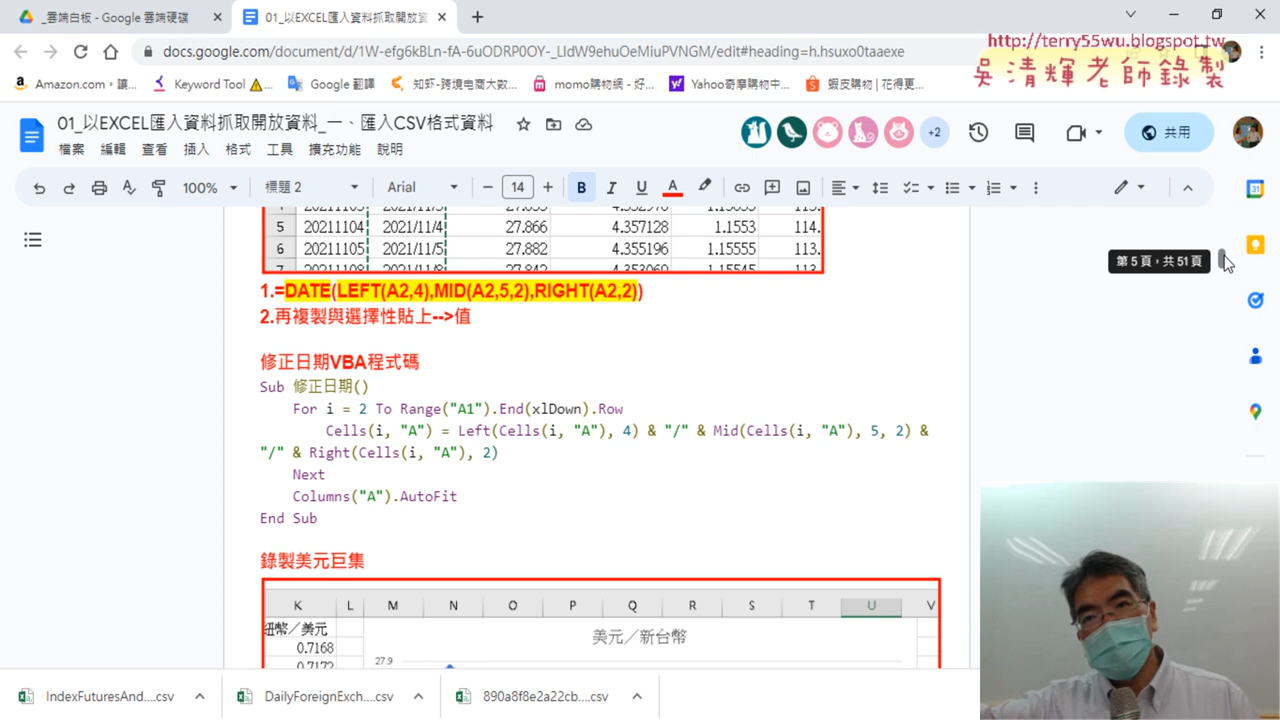 _雲端白板 - Google 雲端硬碟
01_以EXCEL匯入資料抓取開放資
docs.google.com/document/d/1W-efg6kBLn-fA-6uODRP0OY-_LIdW9ehuOeMiuPVNGM/edit#heading=h.hsuxo0taaexe
http://terry55wu.blogspot.tw
吳清輝老師錄製
Amazon.com - 讓...
Keyword Tool
Google 翻譯
知虾-跨境电商大数...
momo購物網 - 好...
Yahoo奇摩購物中...
蝦皮購物 | 花得更...
01_以EXCEL匯入資料抓取開放資料_一、匯入CSV格式資料
+2
共用
檔案 編輯 查看 插入 格式 工具 擴充功能 說明
100% 標題 2 Arial 14 B I U A
5 20211104 2021/11/4 27.866 4.357128 1.1553 114.
6 20211105 2021/11/5 27.882 4.355196 1.15555 113.
第 5 頁，共 51 頁
1.=DATE(LEFT(A2,4),MID(A2,5,2),RIGHT(A2,2))
2.再複製與選擇性貼上-->值
修正日期VBA程式碼
Sub 修正日期()
For i = 2 To Range("A1").End(xlDown).Row
Cells(i, "A") = Left(Cells(i, "A"), 4) & "/" & Mid(Cells(i, "A"), 5, 2) &
"/" & Right(Cells(i, "A"), 2)
Next
Columns("A").AutoFit
End Sub
錄製美元巨集
K L M N O P Q R S T U V
紐幣／美元
美元／新台幣
0.7168
27.9
IndexFuturesAnd....csv
DailyForeignExch....csv
890a8f8e2a22cb....csv